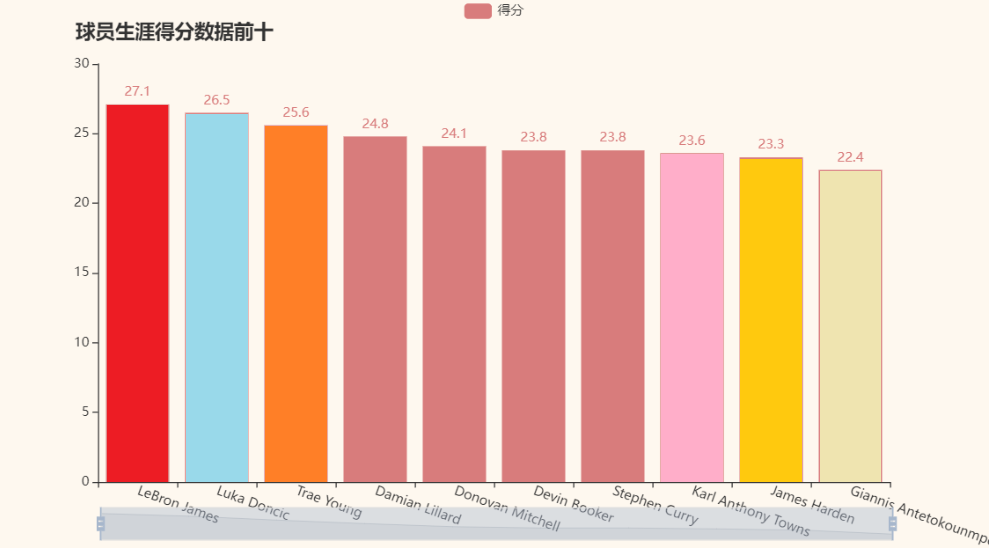 得分
球员生涯得分数据前十
30
27.1
26.5
25.6
24.8
24.1
23.8
23.8
23.6
23.3
22.4
25
20
15
10
5
0
LeBron James
Luka Doncic
Trae Young
Damian Lillard
Donovan Mitchell
Devin Booker
Stephen Curry
Karl Anthony Towns
James Harden
Giannis Antetokounmpo